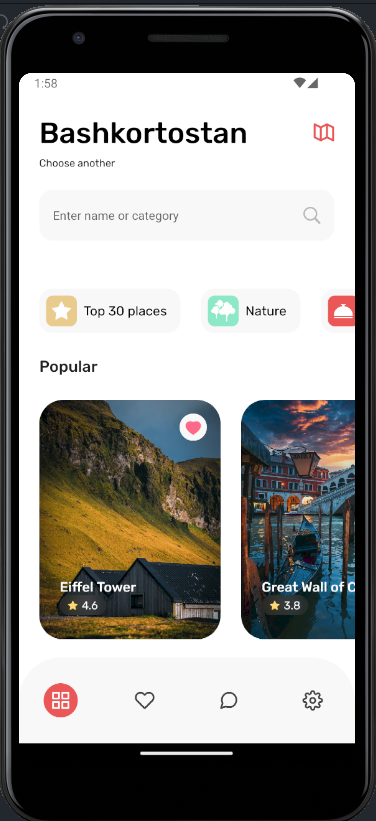 1:58
Bashkortostan
Choose another
Enter name or category
Top 30 places
Nature
Popular
Eiffel Tower
4.6
Great Wall of C
3.8